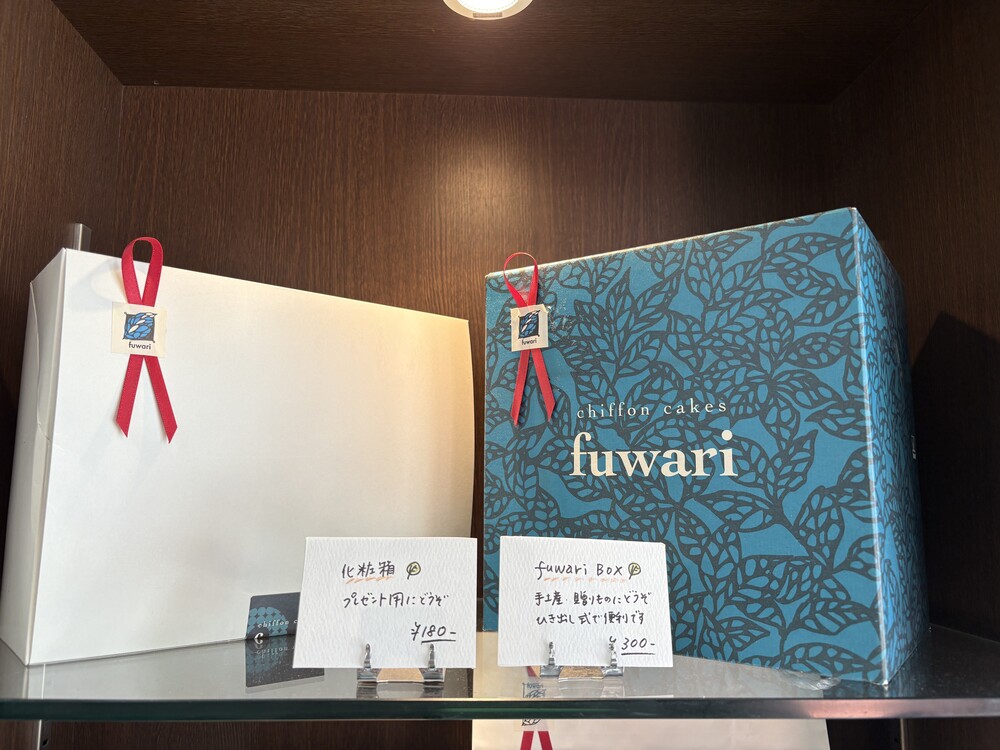 fuwari
fuwari
chiffon cakes
fuwari
化粧箱
プレゼント用にどうぞ
¥180-
fuwari Box
手土産・贈りものにどうぞ
ひき出し式で便利です
¥300-
chiffon c